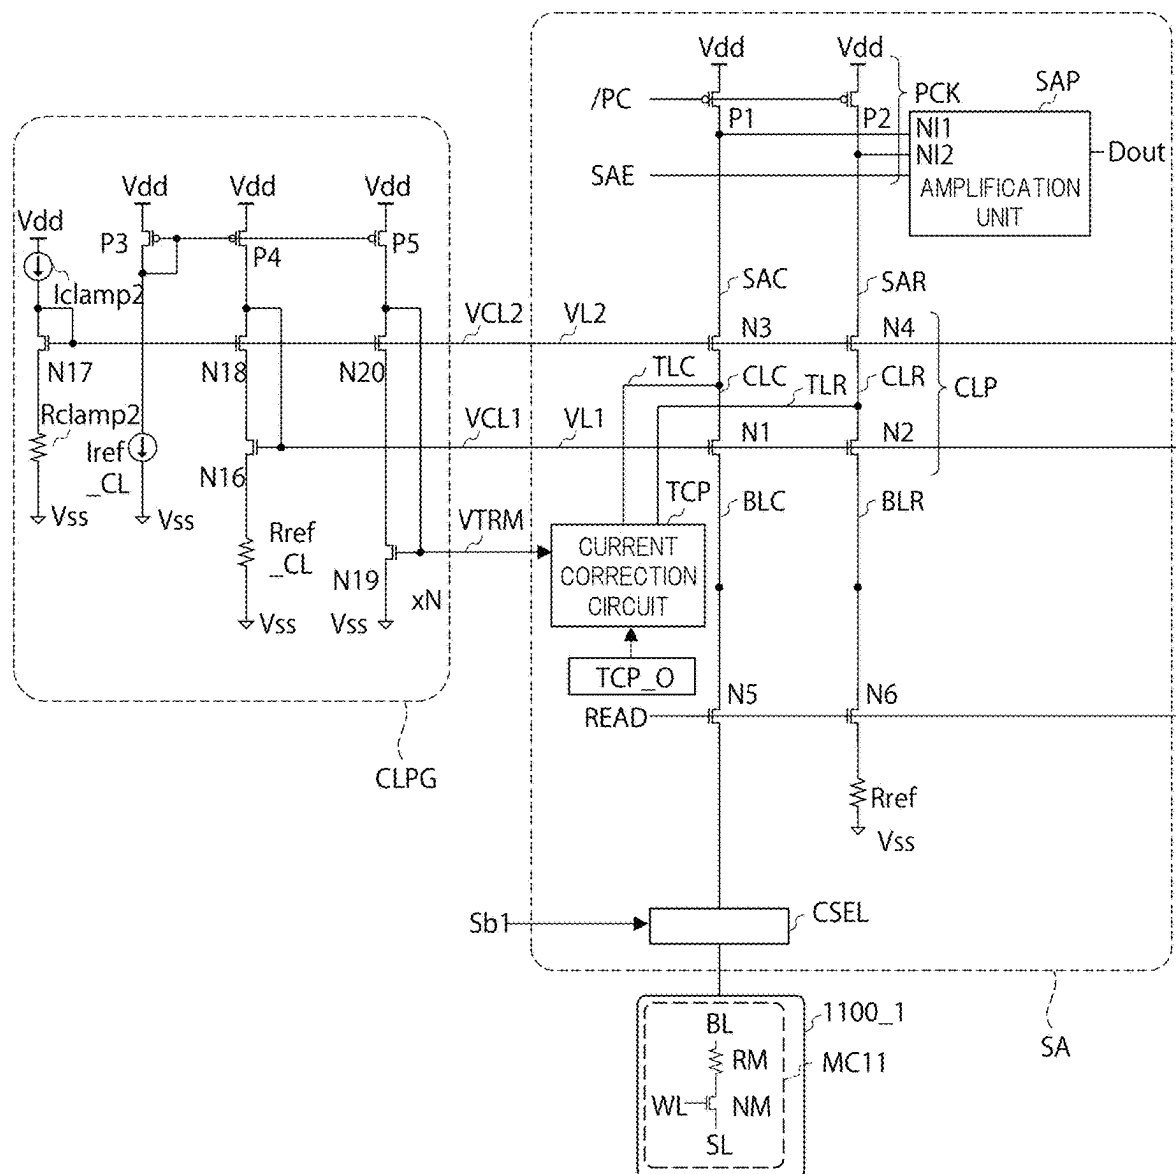 Vdd
Vdd
/PC
PCK
SAP
P1
P2
NI1
NI2
Dout
SAE
AMPLIFICATION
UNIT
Vdd
Vdd
Vdd
Vdd
P3
P4
P5
Iclamp2
SAC
SAR
VCL2
VL2
N3
N4
N17
N18
N20
TLC
CLC
TLR
CLR
CLP
Rclamp2
VCL1
VL1
N1
N2
Iref
_CL
N16
Vss
Vss
Rref
_CL
VTRM
TCP
BLC
BLR
CURRENT
CORRECTION
CIRCUIT
N19
xN
Vss
Vss
TCP_O
N5
N6
READ
CLPG
Rref
Vss
Sb1
CSEL
1100_1
BL
RM
MC11
SA
WL
NM
SL